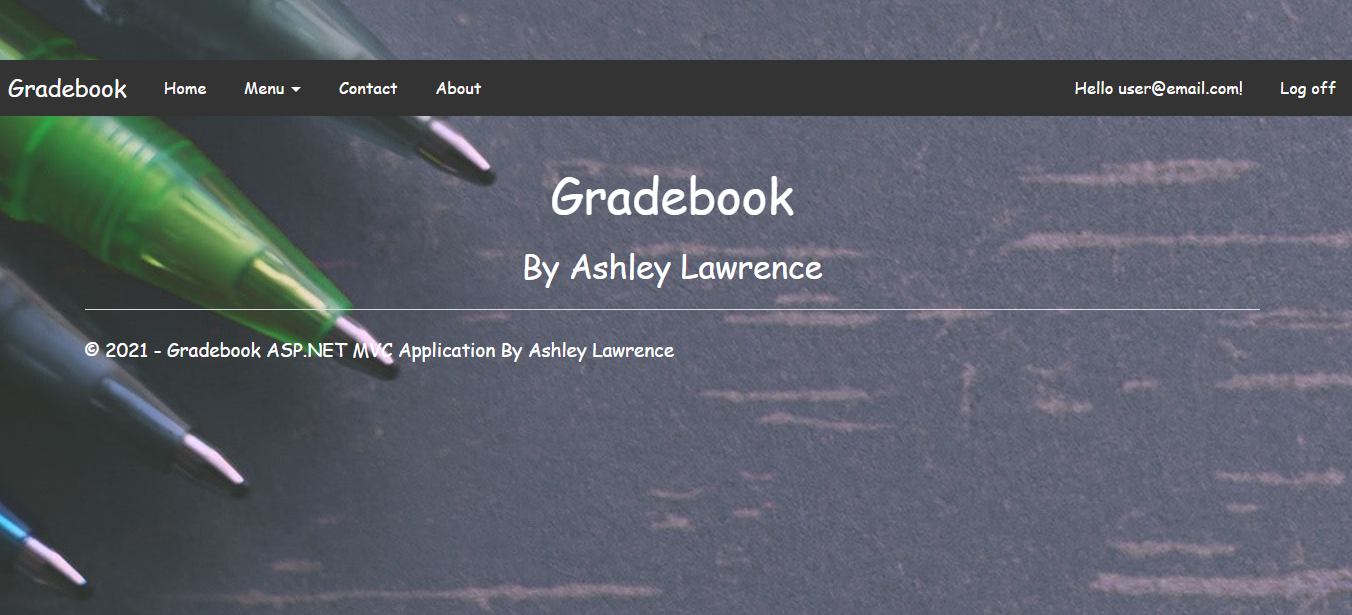 Gradebook Home Menu Contact About Hello user@email.com! Log off
Gradebook
By Ashley Lawrence
© 2021 - Gradebook ASP.NET MVC Application By Ashley Lawrence